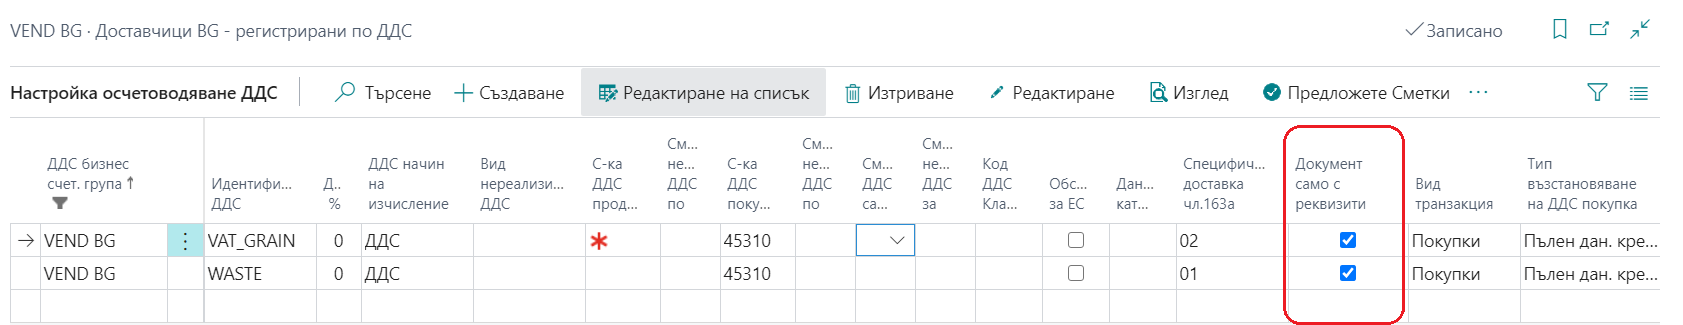 VEND BG · Доставчици BG - регистрирани по ДДС
Записано
Настройка осчетоводяване ДДС
Търсене
Създаване
Редактиране на списък
Изтриване
Редактиране
Изглед
Предложете Сметки
ДДС бизнес счет. група
Идентифи... ДДС
Д.. %
ДДС начин на изчисление
Вид нереализи... ДДС
С-ка ДДС прод...
См... не... ДДС по
С-ка ДДС поку...
См... не... ДДС по
См... ДДС са...
См... не... ДДС за
Код ДДС Кла...
Обс... за ЕС
Дан... кат...
Специфич... доставка чл.163а
Документ само с реквизити
Вид транзакция
Тип възстановяване на ДДС покупка
VEND BG VAT_GRAIN 0 ДДС 45310 02 Покупки Пълен дан. кре...
VEND BG WASTE 0 ДДС 45310 01 Покупки Пълен дан. кре...